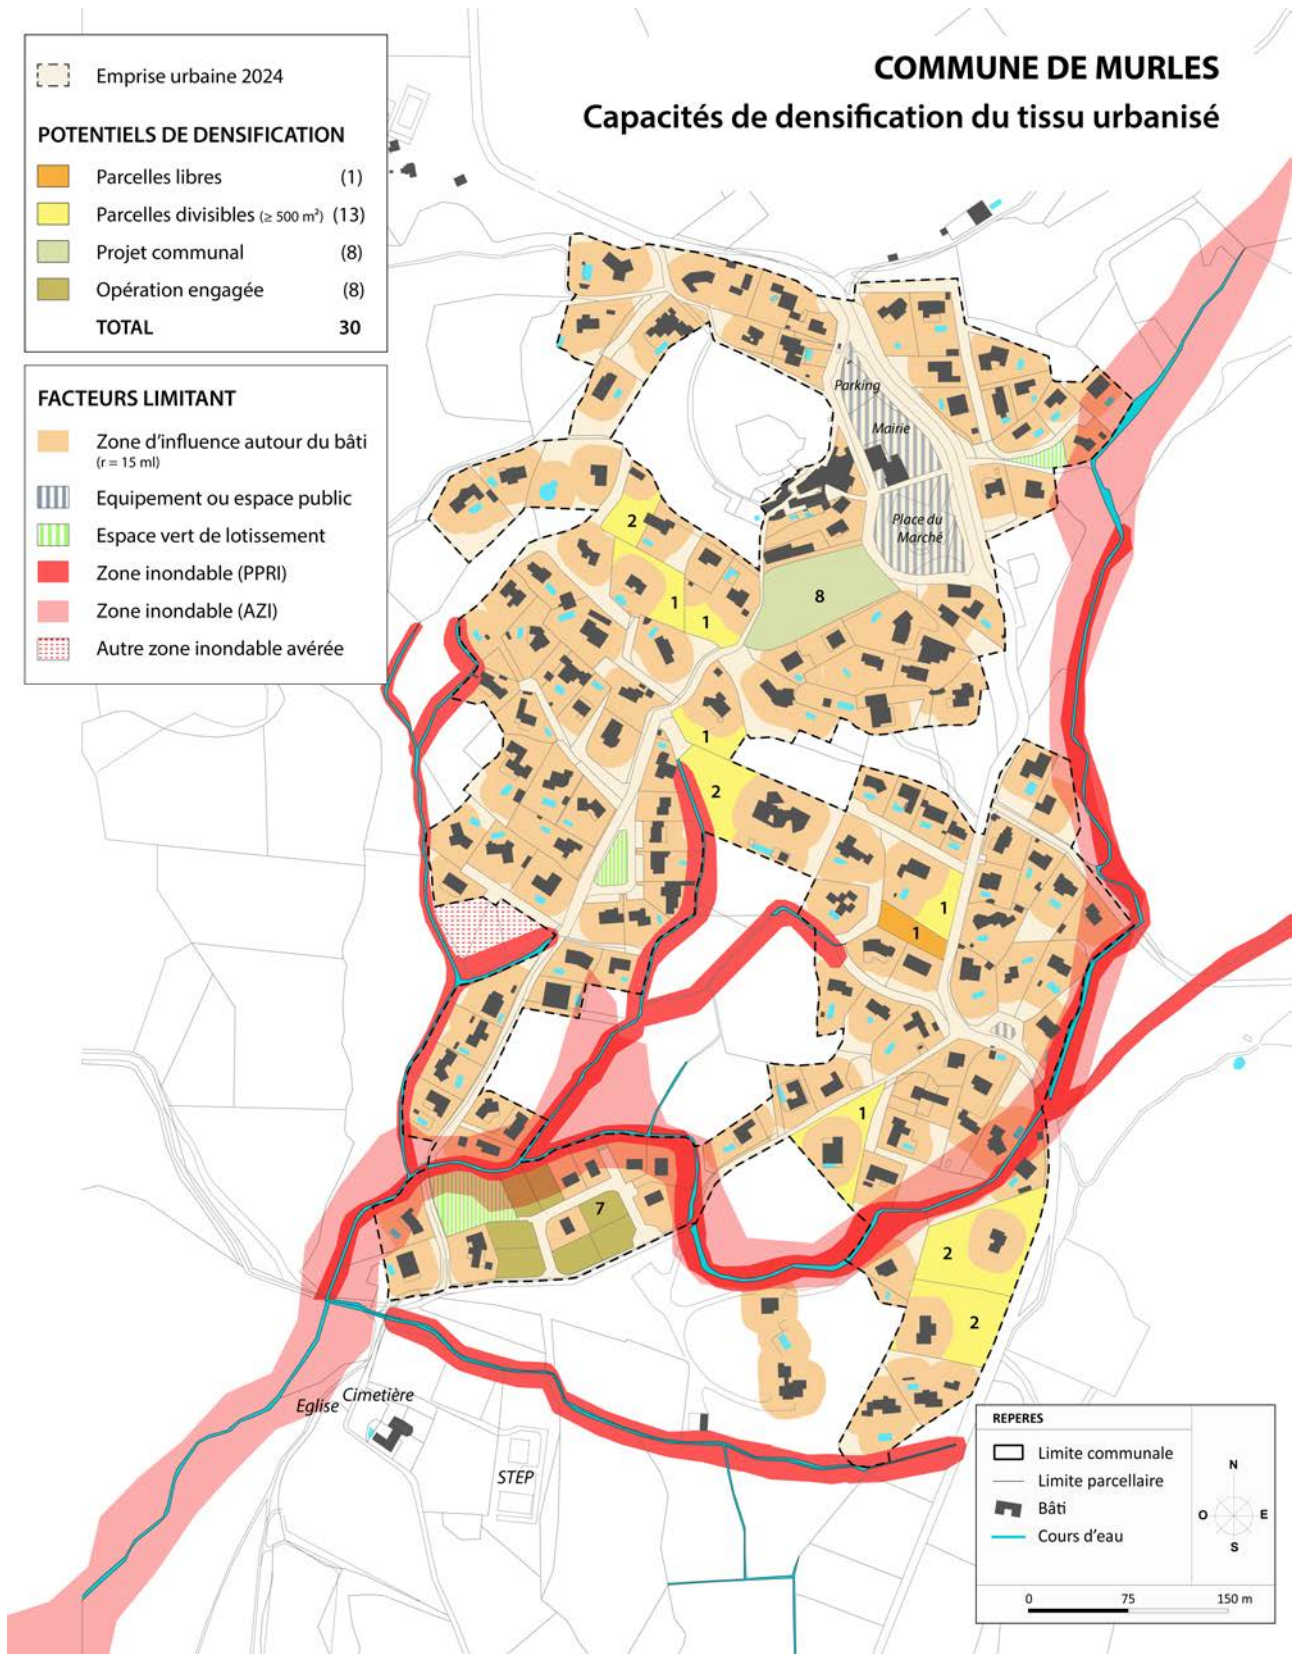 COMMUNE DE MURLES
Capacités de densification du tissu urbanisé
Emprise urbaine 2024
POTENTIELS DE DENSIFICATION
Parcelles libres (1)
Parcelles divisibles (≥ 500 m²) (13)
Projet communal (8)
Opération engagée (8)
TOTAL 30
FACTEURS LIMITANT
Zone d'influence autour du bâti
(r = 15 ml)
Equipement ou espace public
Espace vert de lotissement
Zone inondable (PPRI)
Zone inondable (AZI)
Autre zone inondable avérée
Parking
Mairie
Place du
Marché
2
1
1
8
1
2
1
1
1
7
2
2
Eglise
Cimetière
STEP
REPERES
Limite communale
Limite parcellaire
Bâti
Cours d'eau
N
O
E
S
0 75 150 m